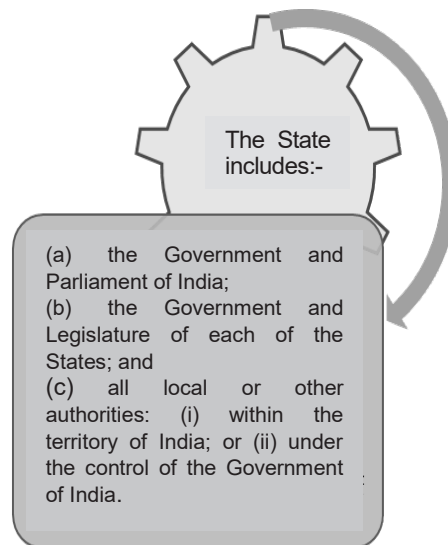 The State
includes:-
(a) the Government and
Parliament of India;
(b) the Government and
Legislature of each of the
States; and
(c) all local or other
authorities: (i) within the
territory of India; or (ii) under
the control of the Government
of India.